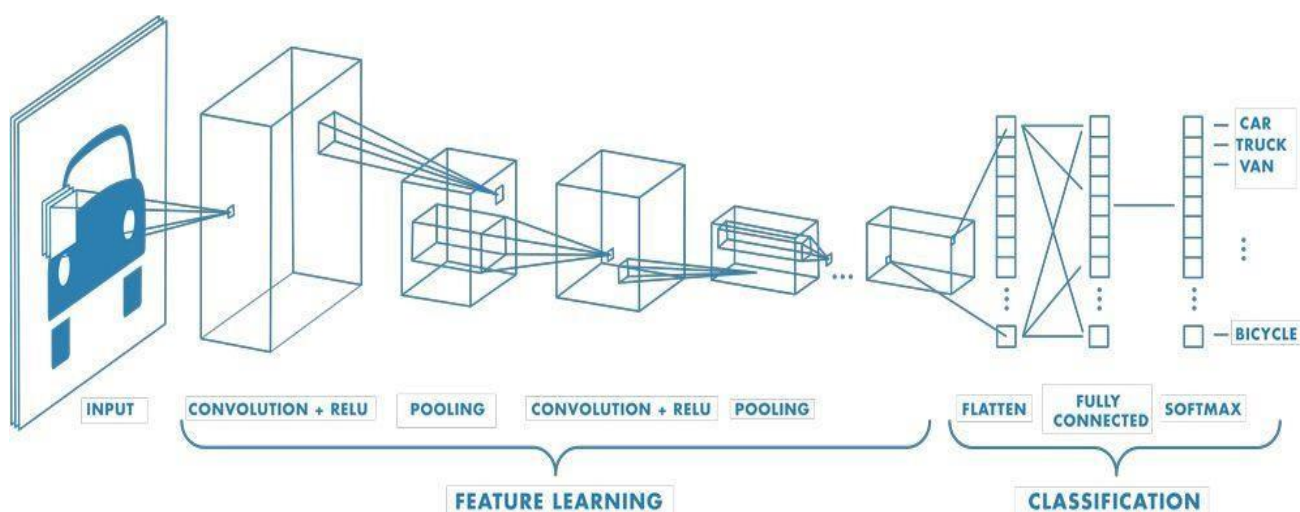 CAR
TRUCK
VAN
BICYCLE
INPUT
CONVOLUTION + RELU
POOLING
CONVOLUTION + RELU
POOLING
FLATTEN
FULLY
CONNECTED
SOFTMAX
FEATURE LEARNING
CLASSIFICATION